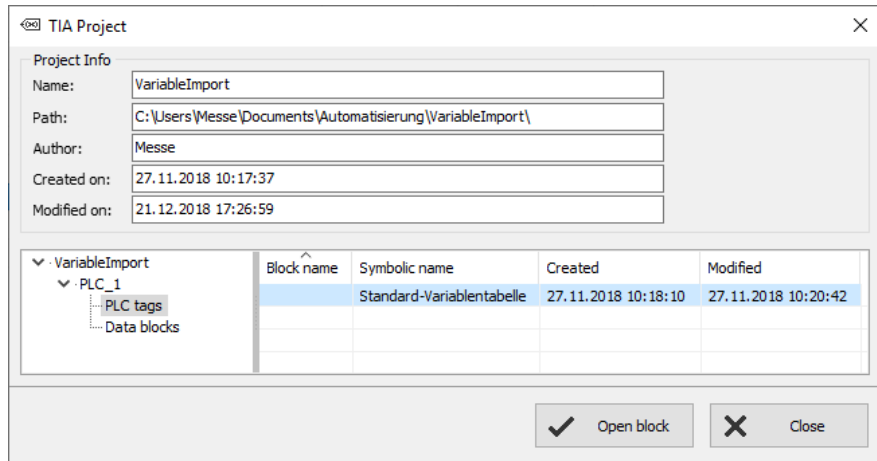 TIA Project
Project Info
Name: VariableImport
Path: C:\Users\Messe\Documents\Automatisierung\VariableImport\
Author: Messe
Created on: 27.11.2018 10:17:37
Modified on: 21.12.2018 17:26:59
VariableImport
PLC_1
PLC tags
Data blocks
Block name Symbolic name Created Modified
Standard-Variablentabelle 27.11.2018 10:18:10 27.11.2018 10:20:42
Open block Close